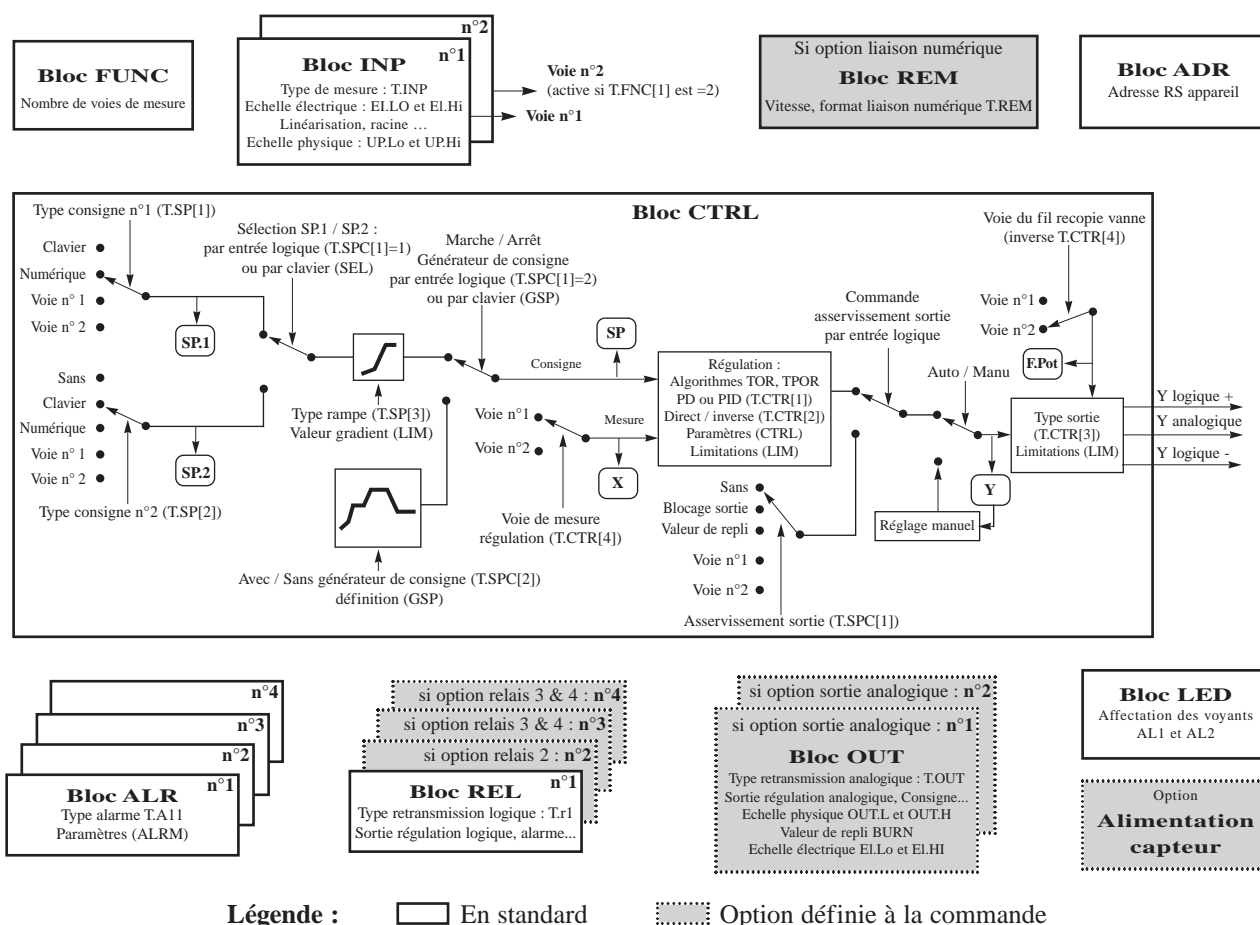 Bloc FUNC
Nombre de voies de mesure
n°2
n°1
Bloc INP
Type de mesure : T.INP
Echelle électrique : EI.LO et El.Hi
Linéarisation, racine …
Echelle physique : UP.Lo et UP.Hi
Voie n°2
(active si T.FNC[1] est =2)
Voie n°1
Si option liaison numérique
Bloc REM
Vitesse, format liaison numérique T.REM
Bloc ADR
Adresse RS appareil
Bloc CTRL
Type consigne n°1 (T.SP[1])
Clavier
Numérique
Voie n° 1
Voie n° 2
SP.1
Sélection SP.1 / SP.2 :
par entrée logique (T.SPC[1]=1)
ou par clavier (SEL)
Marche / Arrêt
Générateur de consigne
par entrée logique (T.SPC[1]=2)
ou par clavier (GSP)
Sans
Clavier
Numérique
Voie n° 1
Voie n° 2
SP.2
Type consigne n°2 (T.SP[2])
Type rampe (T.SP[3])
Valeur gradient (LIM)
Avec / Sans générateur de consigne (T.SPC[2])
définition (GSP)
Consigne
SP
Voie n°1
Voie n°2
Mesure
X
Voie de mesure
régulation (T.CTR[4])
Régulation :
Algorithmes TOR, TPOR
PD ou PID (T.CTR[1])
Direct / inverse (T.CTR[2])
Paramètres (CTRL)
Limitations (LIM)
Commande
asservissement sortie
par entrée logique
Sans
Blocage sortie
Valeur de repli
Voie n°1
Voie n°2
Asservissement sortie (T.SPC[1])
Auto / Manu
Y
Réglage manuel
Voie du fil recopie vanne
(inverse T.CTR[4])
Voie n°1
Voie n°2
F.Pot
Type sortie
(T.CTR[3])
Limitations (LIM)
Y logique +
Y analogique
Y logique -
n°4
n°3
n°2
n°1
Bloc ALR
Type alarme T.A11
Paramètres (ALRM)
si option relais 3 & 4 : n°4
si option relais 3 & 4 : n°3
si option relais 2 : n°2
n°1
Bloc REL
Type retransmission logique : T.r1
Sortie régulation logique, alarme...
si option sortie analogique : n°2
si option sortie analogique : n°1
Bloc OUT
Type retransmission analogique : T.OUT
Sortie régulation analogique, Consigne...
Echelle physique OUT.L et OUT.H
Valeur de repli BURN
Echelle électrique El.Lo et El.HI
Bloc LED
Affectation des voyants
AL1 et AL2
Option
Alimentation
capteur
Légende :
En standard
Option définie à la commande